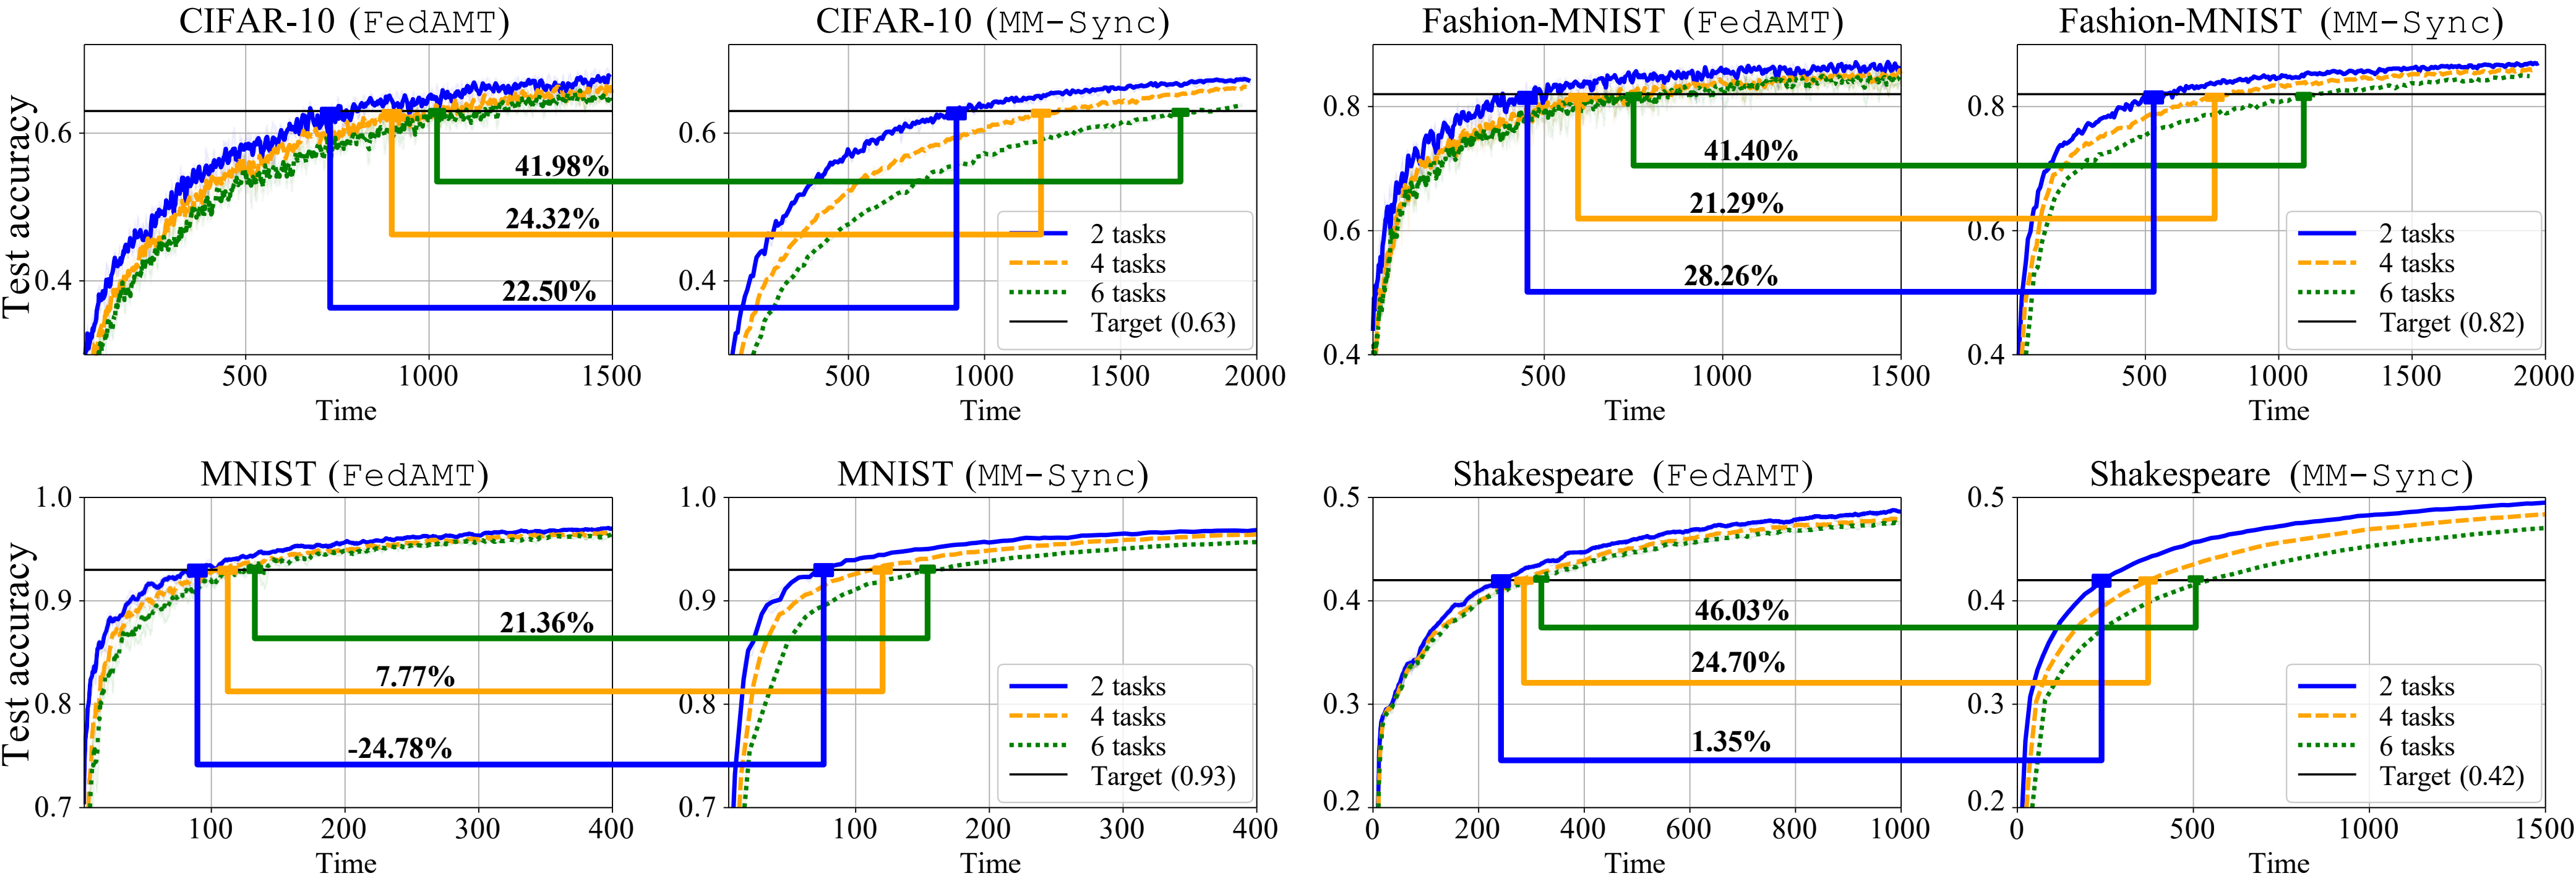 CIFAR-10 (FedAMT)
CIFAR-10 (MM-Sync)
Fashion-MNIST (FedAMT)
Fashion-MNIST (MM-Sync)
Test accuracy
0.6
0.4
41.98%
24.32%
22.50%
500
1000
1500
Time
0.6
0.4
2 tasks
4 tasks
6 tasks
Target (0.63)
500
1000
1500
2000
Time
0.8
0.6
0.4
41.40%
21.29%
28.26%
500
1000
1500
Time
0.8
0.6
0.4
2 tasks
4 tasks
6 tasks
Target (0.82)
500
1000
1500
2000
Time
MNIST (FedAMT)
MNIST (MM-Sync)
Shakespeare (FedAMT)
Shakespeare (MM-Sync)
Test accuracy
1.0
0.9
0.8
0.7
21.36%
7.77%
-24.78%
100
200
300
400
Time
1.0
0.9
0.8
0.7
2 tasks
4 tasks
6 tasks
Target (0.93)
100
200
300
400
Time
0.5
0.4
0.3
0.2
46.03%
24.70%
1.35%
0
200
400
600
800
1000
Time
0.5
0.4
0.3
0.2
2 tasks
4 tasks
6 tasks
Target (0.42)
0
500
1000
1500
Time